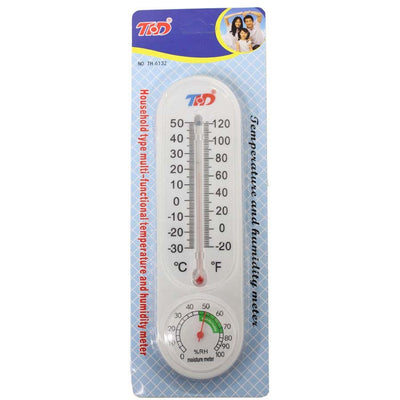 T&D
NO TH-6132
Household type multi-functional temperature and humidity meter
Temperature and humidity meter
T&D
50 120
40 100
30 80
20 60
10 40
0 20
-10 0
-20 -20
-30
°C °F
0 10 20 30 40 50 60 70 80 90 100
%RH
moisture meter